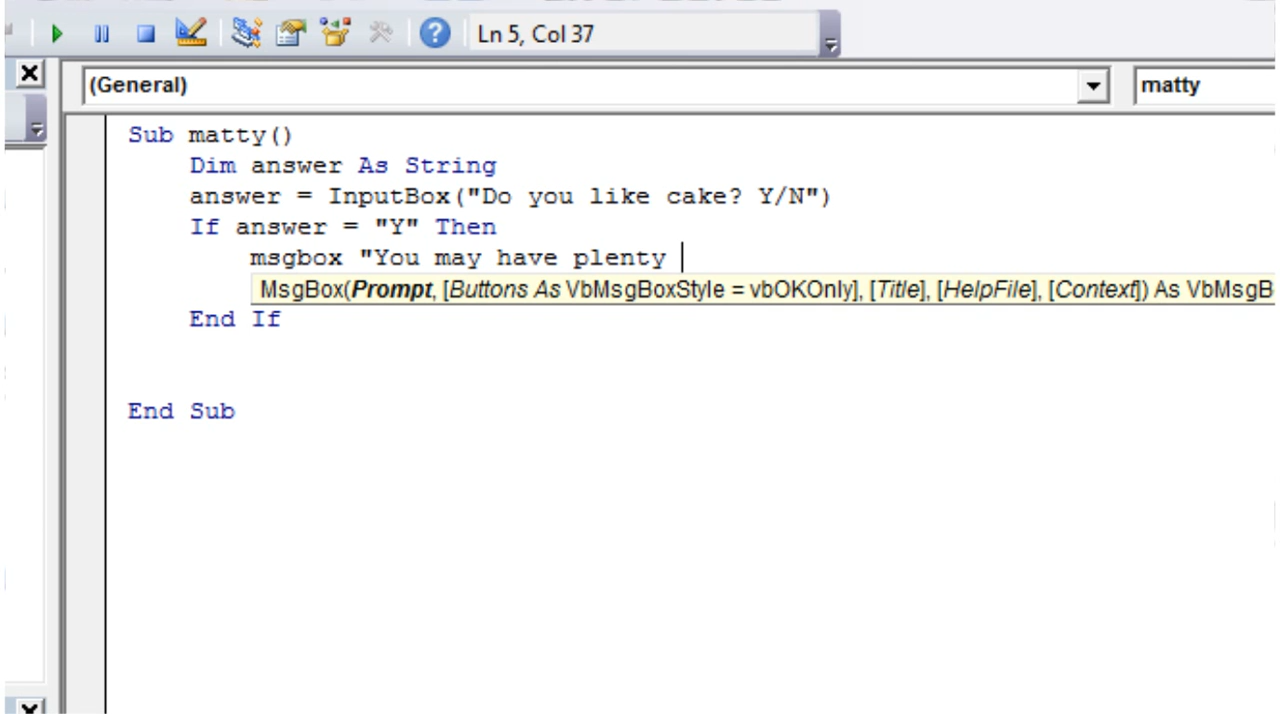 Ln 5, Col 37
(General)
matty
Sub matty()
Dim answer As String
answer = InputBox("Do you like cake? Y/N")
If answer = "Y" Then
msgbox "You may have plenty
MsgBox(Prompt, [Buttons As VbMsgBoxStyle = vbOKOnly], [Title], [HelpFile], [Context]) As VbMsgB
End If
End Sub